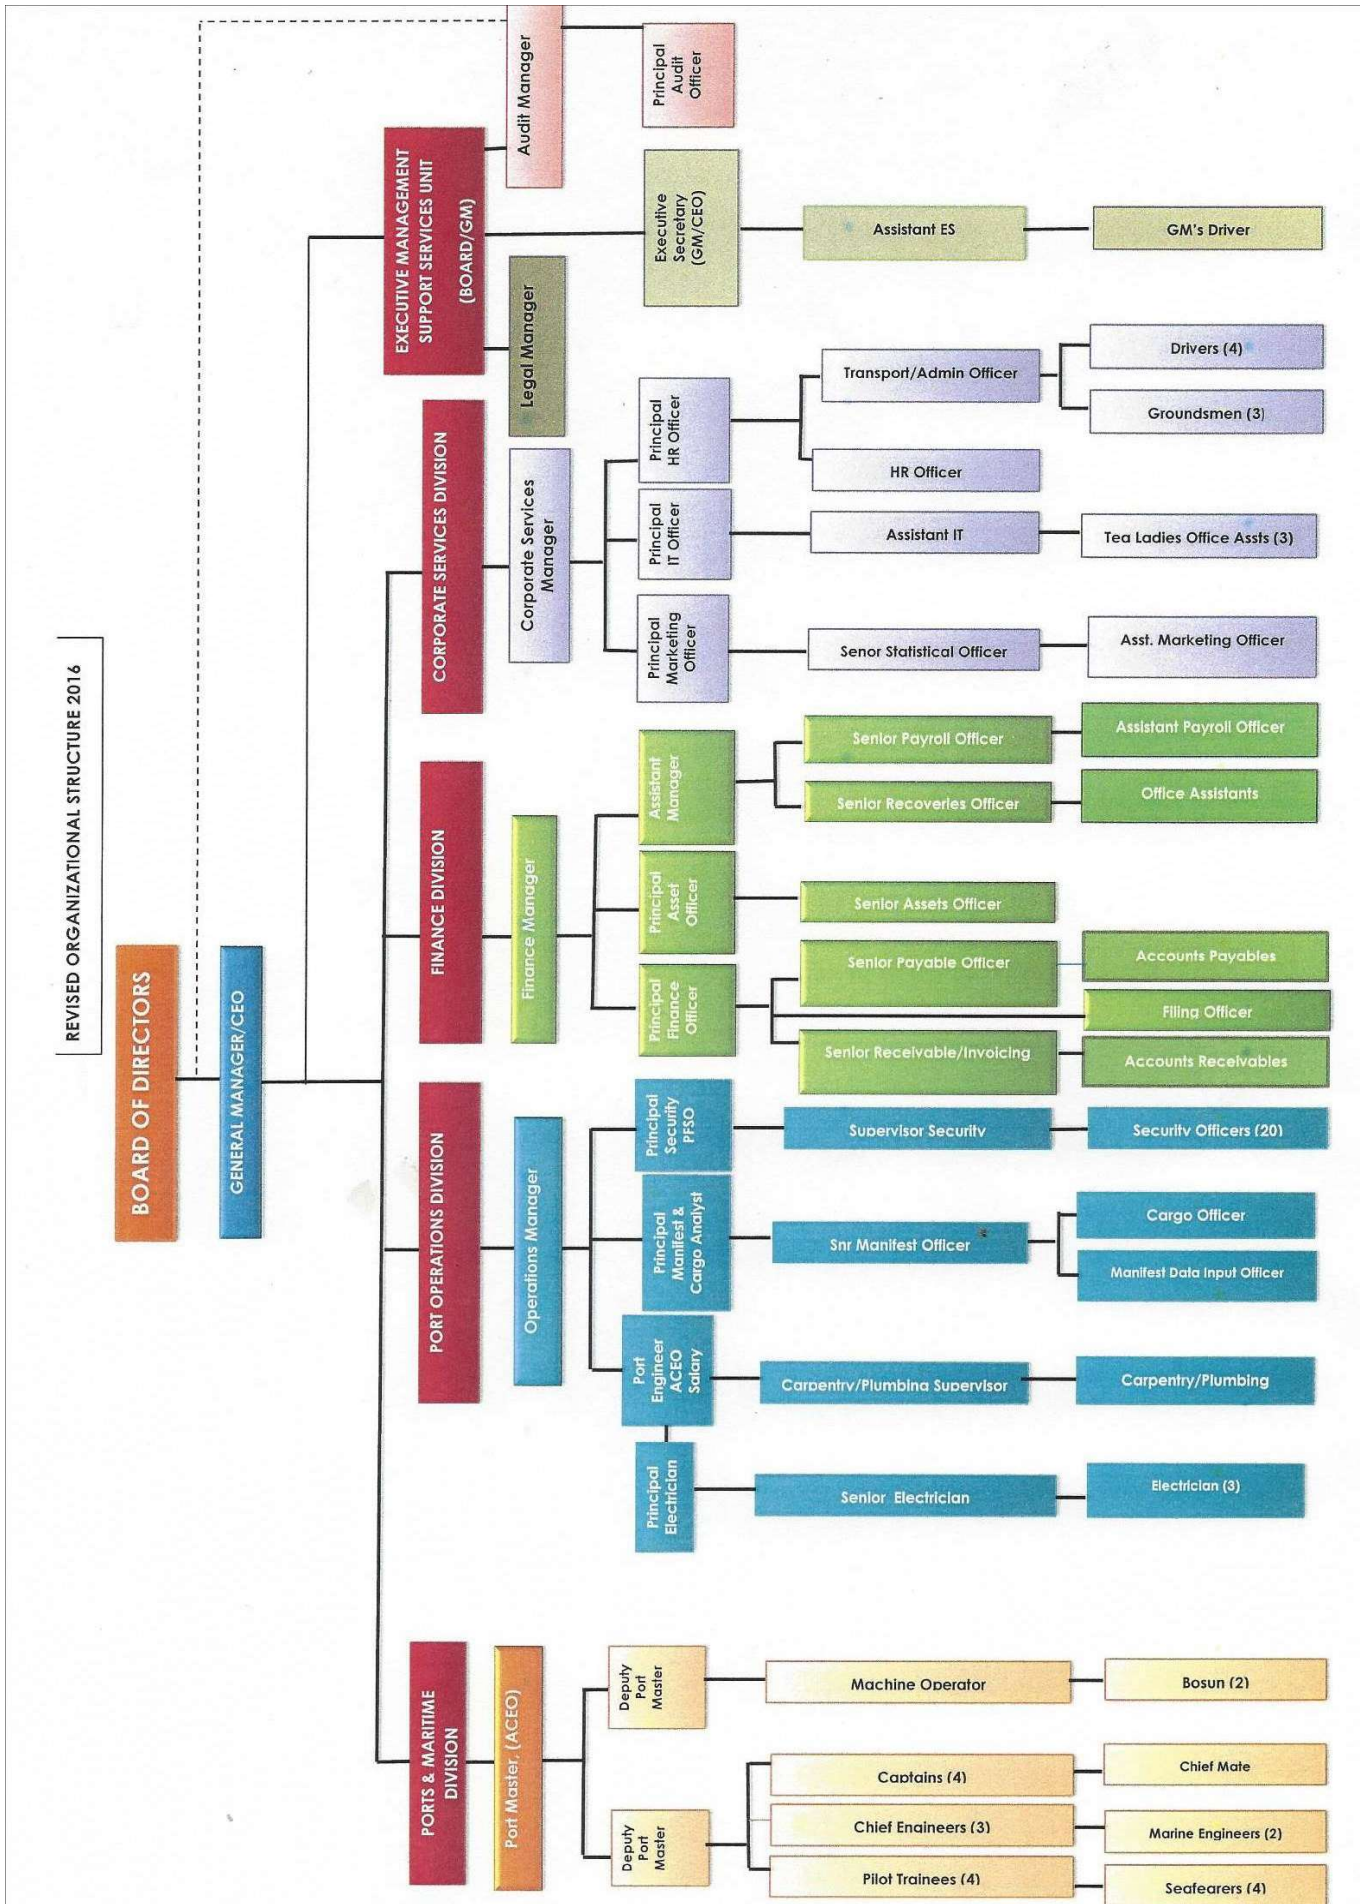 REVISED ORGANIZATIONAL STRUCTURE 2016
BOARD OF DIRECTORS
GENERAL MANAGER/CEO
PORTS & MARITIME
DIVISION
PORT OPERATIONS DIVISION
FINANCE DIVISION
CORPORATE SERVICES DIVISION
EXECUTIVE MANAGEMENT
SUPPORT SERVICES UNIT
(BOARD/GM)
Port Master, (ACEO)
Operations Manager
Finance Manager
Corporate Services
Manager
Legal Manager
Audit Manager
Deputy
Port
Master
Deputy
Port
Master
Principal
Electrician
Port
Engineer
ACEO
Salary
Principal
Manifest &
Cargo Analyst
Principal
Security
PFSO
Principal
Finance
Officer
Principal
Asset
Officer
Assistant
Manager
Principal
Marketing
Officer
Principal
IT Officer
Principal
HR Officer
Executive
Secretary
(GM/CEO)
Principal
Audit
Officer
Pilot Trainees (4)
Chief Engineers (3)
Captains (4)
Machine Operator
Senior Electrician
Carpentry/Plumbing Supervisor
Snr Manifest Officer
Supervisor Security
Senior Receivable/Invoicing
Senior Payable Officer
Senior Assets Officer
Senior Recoveries Officer
Senior Payroll Officer
Senor Statistical Officer
Assistant IT
HR Officer
Transport/Admin Officer
Assistant ES
Seafearers (4)
Marine Engineers (2)
Chief Mate
Bosun (2)
Electrician (3)
Carpentry/Plumbing
Manifest Data Input Officer
Cargo Officer
Security Officers (20)
Accounts Receivables
Filing Officer
Accounts Payables
Office Assistants
Assistant Payroll Officer
Asst. Marketing Officer
Tea Ladies Office Assts (3)
Groundsmen (3)
Drivers (4)
GM's Driver